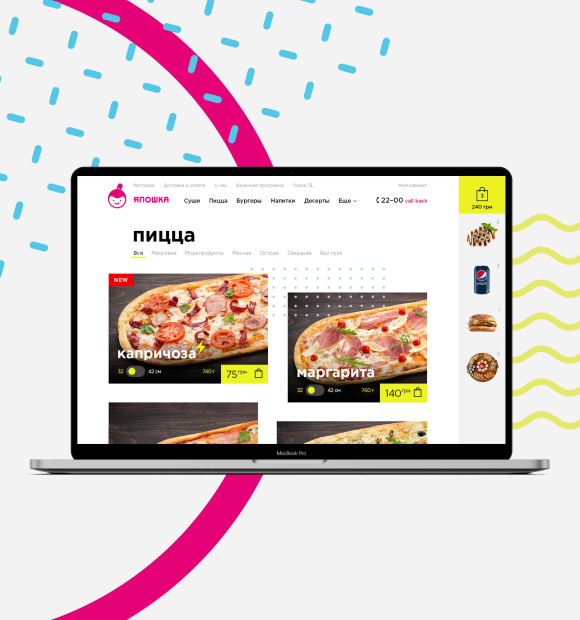 Ресторан Доставка и оплата О нас Бонусная программа Поиск Мой кабинет
ЯПОШКА Суши Пицца Бургеры Напитки Десерты Еще 22-00 call back
3
240 грн
пицца
Вся Митровая Морепродукты Мясная Острая Овощная Без лука
NEW
капричоза
32 42 см 740 г 75 грн
маргарита
32 42 см 760 г 140 грн
MacBook Pro